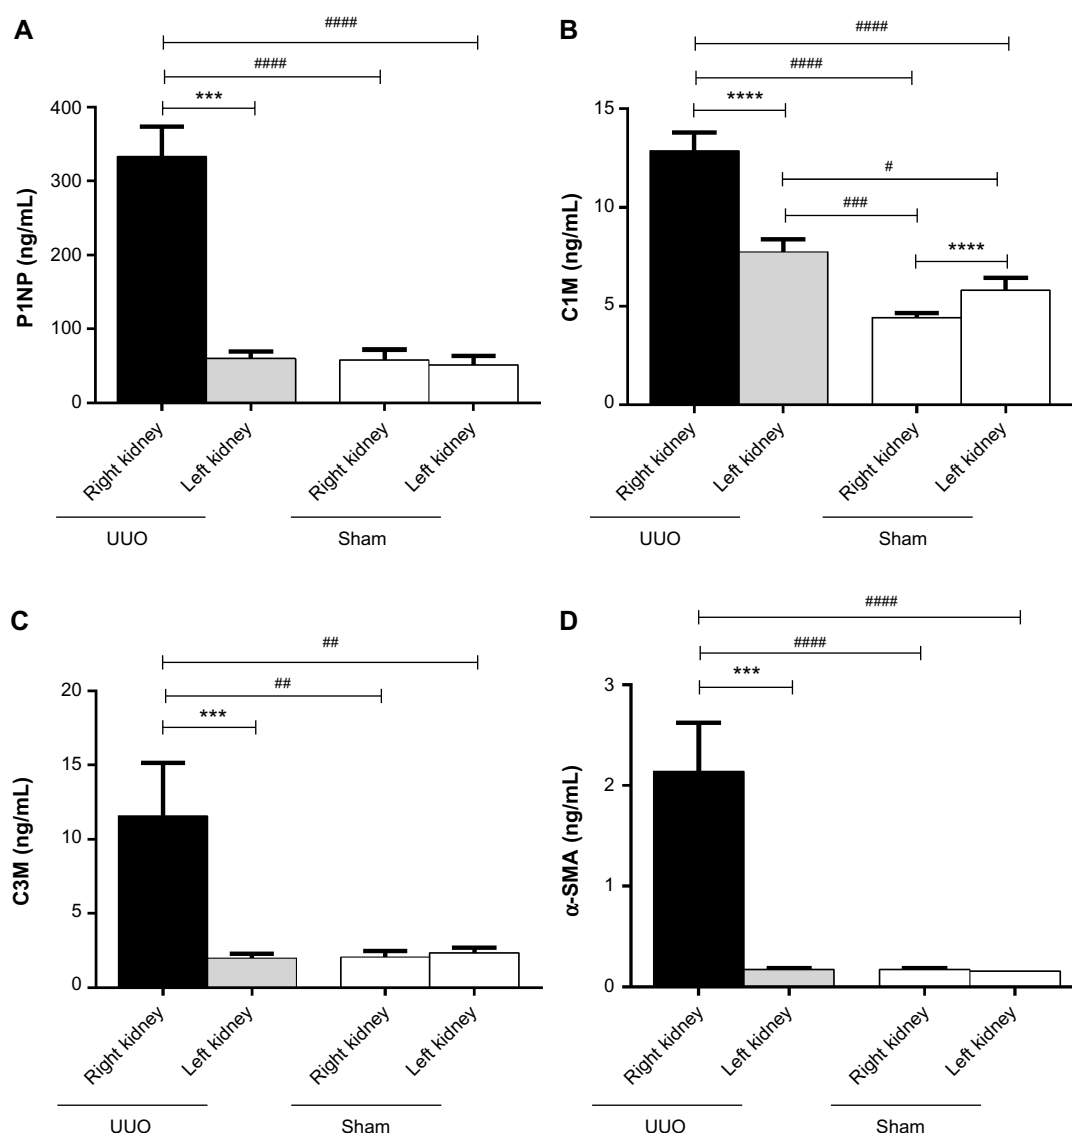 A
####
####
***
400
300
200
100
0
P1NP (ng/mL)
Right kidney
Left kidney
Right kidney
Left kidney
UUO
Sham
B
####
####
****
#
###
****
15
10
5
0
C1M (ng/mL)
Right kidney
Left kidney
Right kidney
Left kidney
UUO
Sham
C
##
##
***
20
15
10
5
0
C3M (ng/mL)
Right kidney
Left kidney
Right kidney
Left kidney
UUO
Sham
D
####
####
***
3
2
1
0
α-SMA (ng/mL)
Right kidney
Left kidney
Right kidney
Left kidney
UUO
Sham